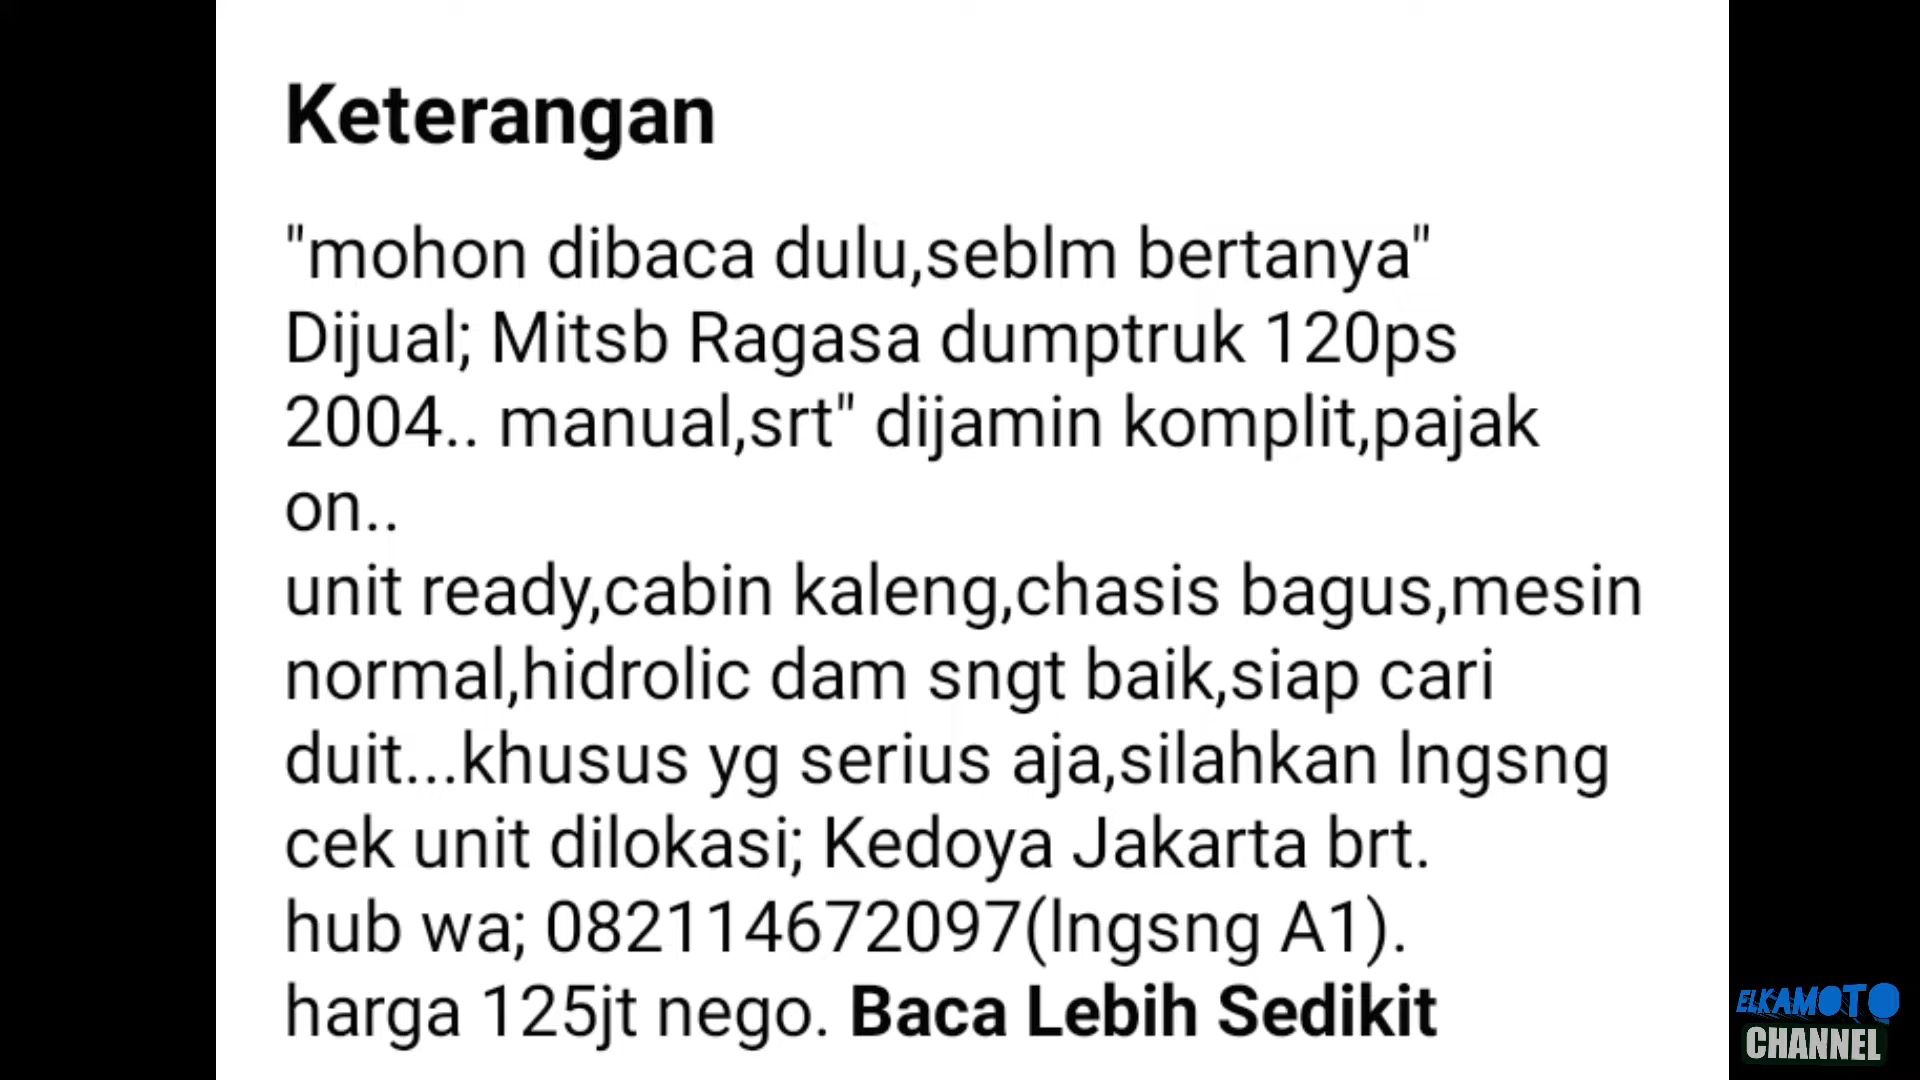 Keterangan
"mohon dibaca dulu,seblm bertanya"
Dijual; Mitsb Ragasa dumptruk 120ps
2004.. manual,srt" dijamin komplit,pajak
on..
unit ready,cabin kaleng,chasis bagus,mesin
normal,hidrolic dam sngt baik,siap cari
duit...khusus yg serius aja,silahkan lngsng
cek unit dilokasi; Kedoya Jakarta brt.
hub wa; 082114672097(lngsng A1).
harga 125jt nego. Baca Lebih Sedikit
ELKAMOTO
CHANNEL